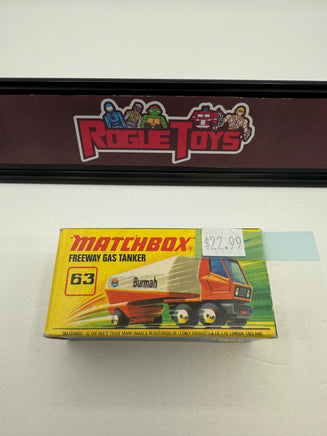 ROGUE TOYS
MATCHBOX®
$22.99
FREEWAY GAS TANKER
63
Burmah
"MATCHBOX" IS THE REG'D TRADE MARK (MARCA REGISTRADA) OF LESNEY PRODUCTS & CO. LTD. LONDON, ENGLAND